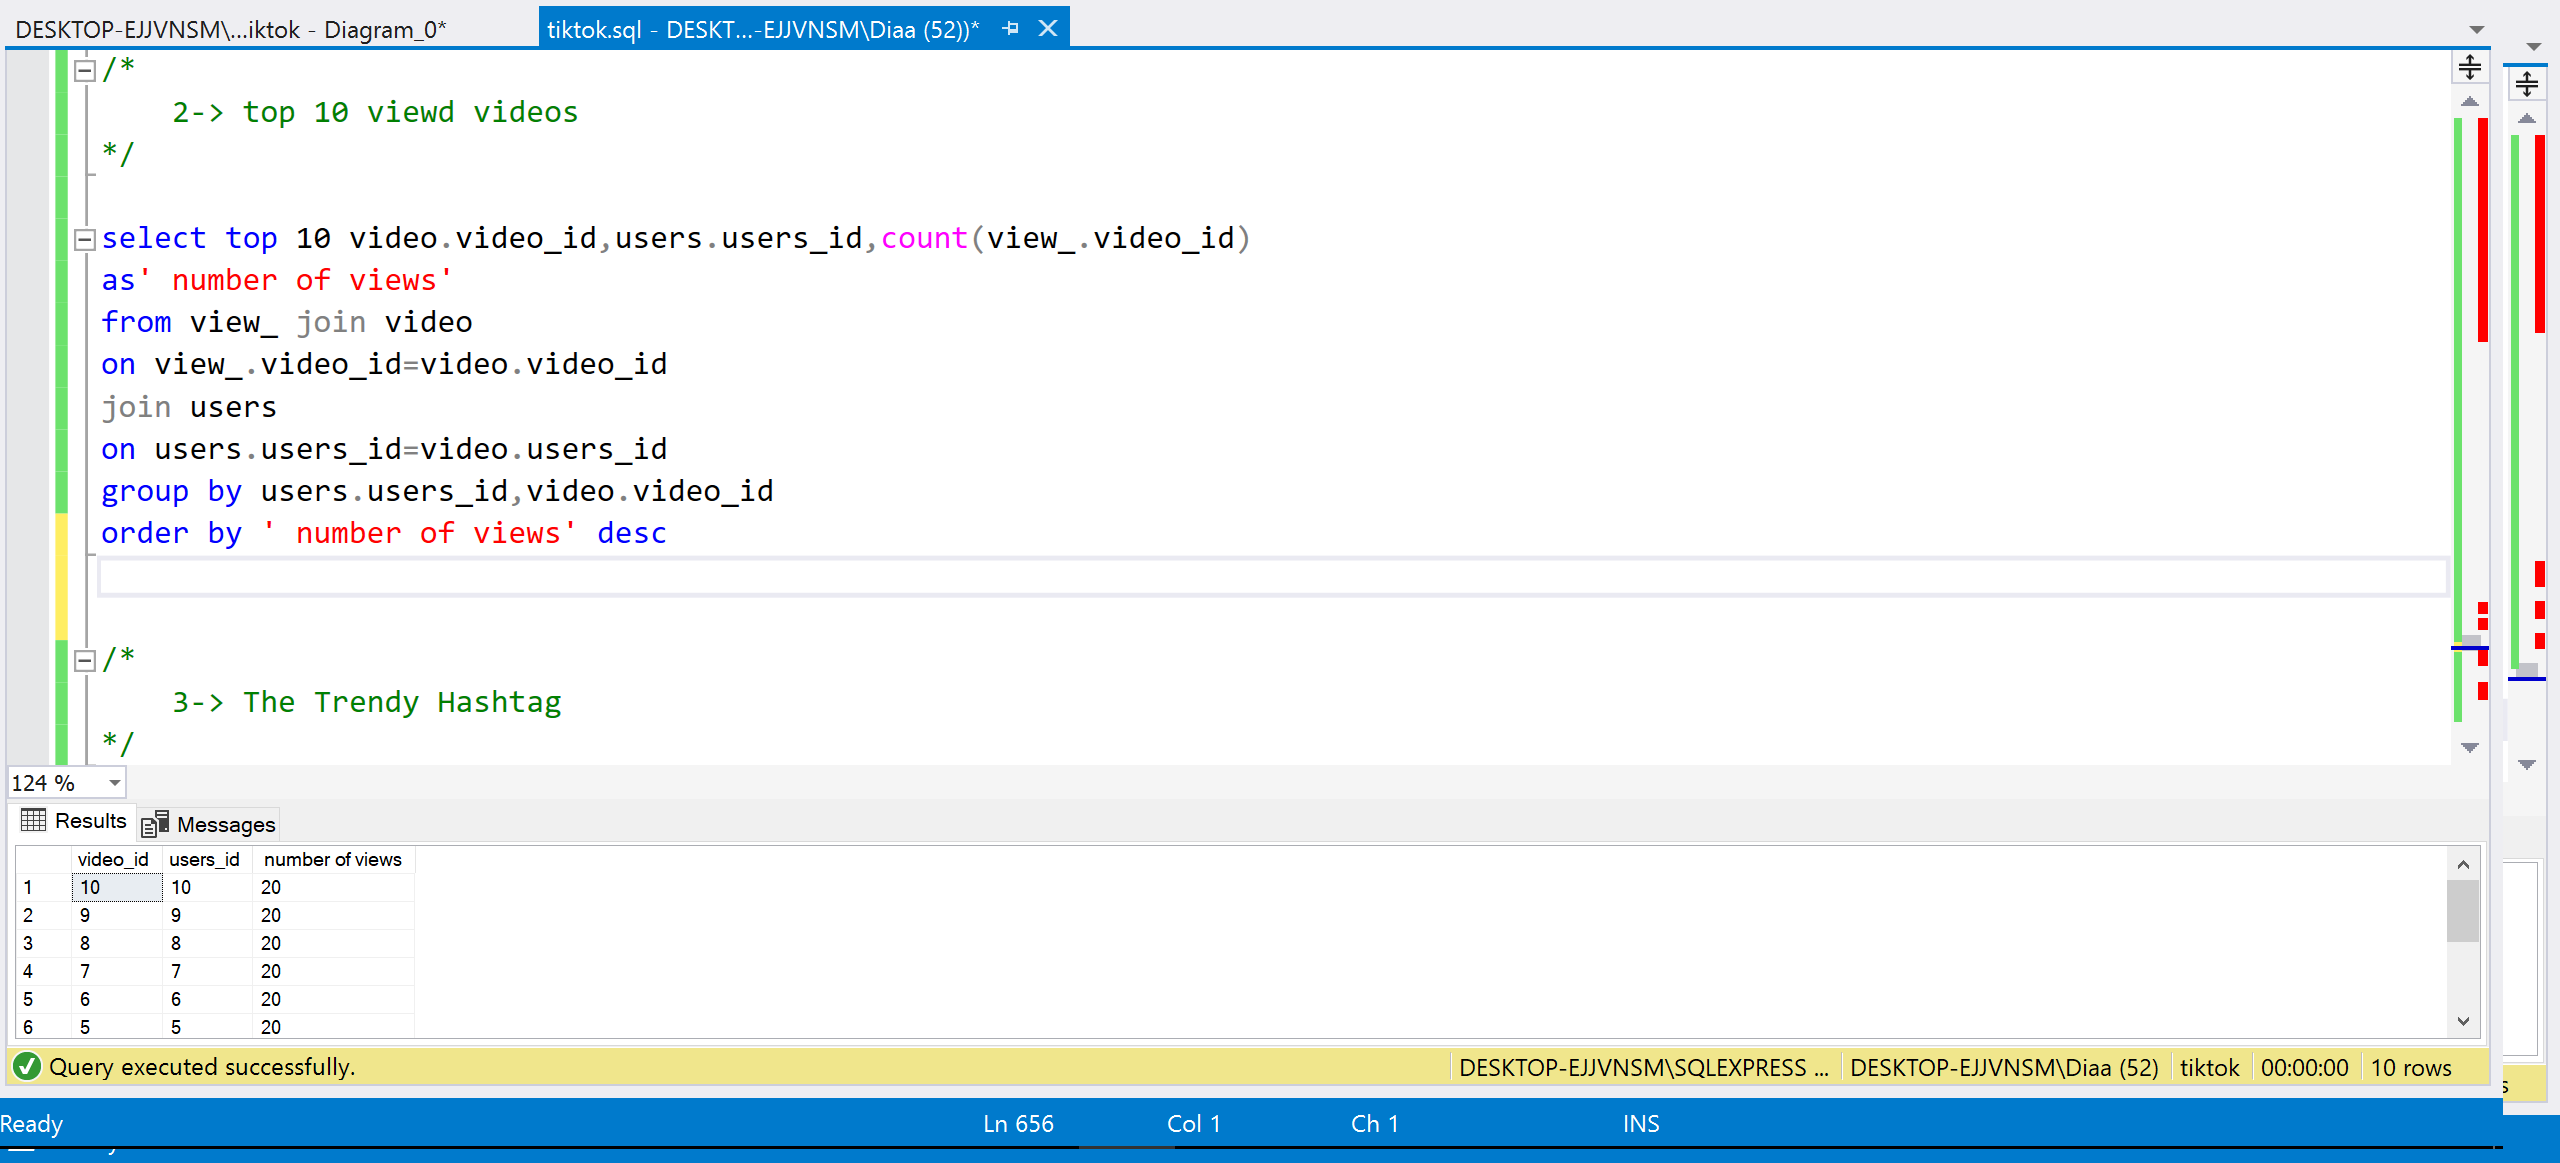 DESKTOP-EJJVNSM\...iktok - Diagram_0*
tiktok.sql - DESKT...-EJJVNSM\Diaa (52))*
/*
2-> top 10 viewd videos
*/
select top 10 video.video_id,users.users_id,count(view_.video_id)
as' number of views'
from view_ join video
on view_.video_id=video.video_id
join users
on users.users_id=video.users_id
group by users.users_id,video.video_id
order by ' number of views' desc
/*
3-> The Trendy Hashtag
*/
124 %
Results Messages
video_id users_id number of views
1 10 10 20
2 9 9 20
3 8 8 20
4 7 7 20
5 6 6 20
6 5 5 20
Query executed successfully. DESKTOP-EJJVNSM\SQLEXPRESS ... DESKTOP-EJJVNSM\Diaa (52) tiktok 00:00:00 10 rows
Ready Ln 656 Col 1 Ch 1 INS